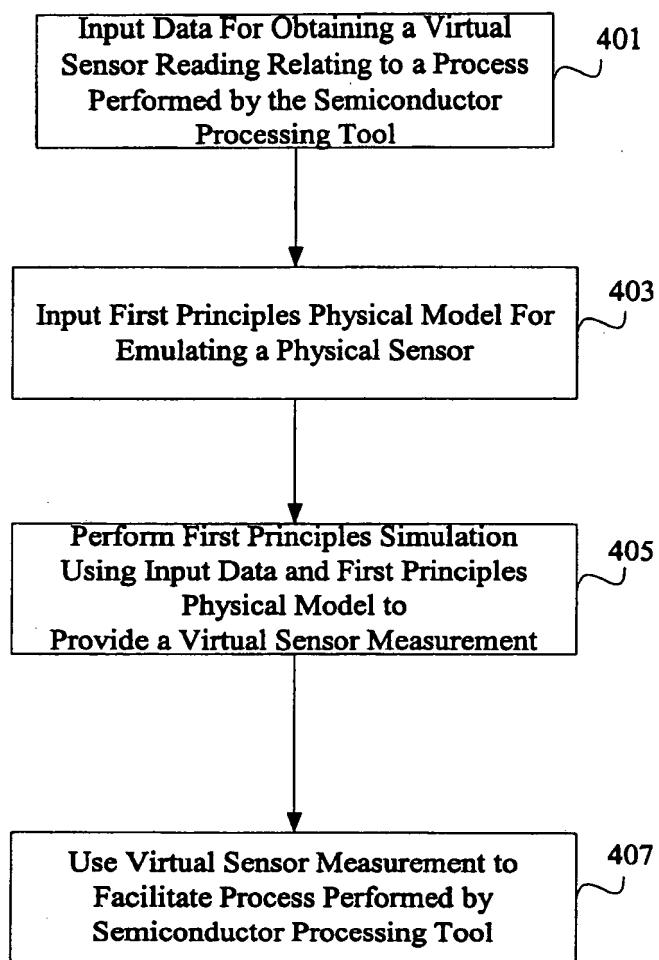 Input Data For Obtaining a Virtual
Sensor Reading Relating to a Process
Performed by the Semiconductor
Processing Tool
401
Input First Principles Physical Model For
Emulating a Physical Sensor
403
Perform First Principles Simulation
Using Input Data and First Principles
Physical Model to
Provide a Virtual Sensor Measurement
405
Use Virtual Sensor Measurement to
Facilitate Process Performed by
Semiconductor Processing Tool
407